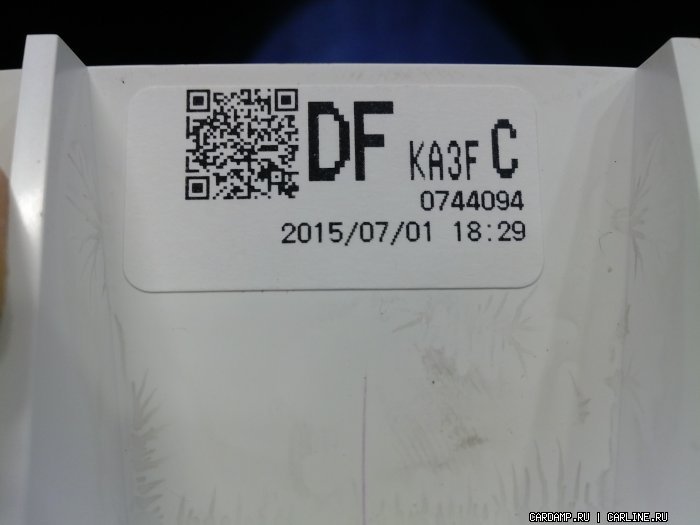 DF KA3F C
0744094
2015/07/01 18:29
CARDAMP.RU | CARLINE.RU